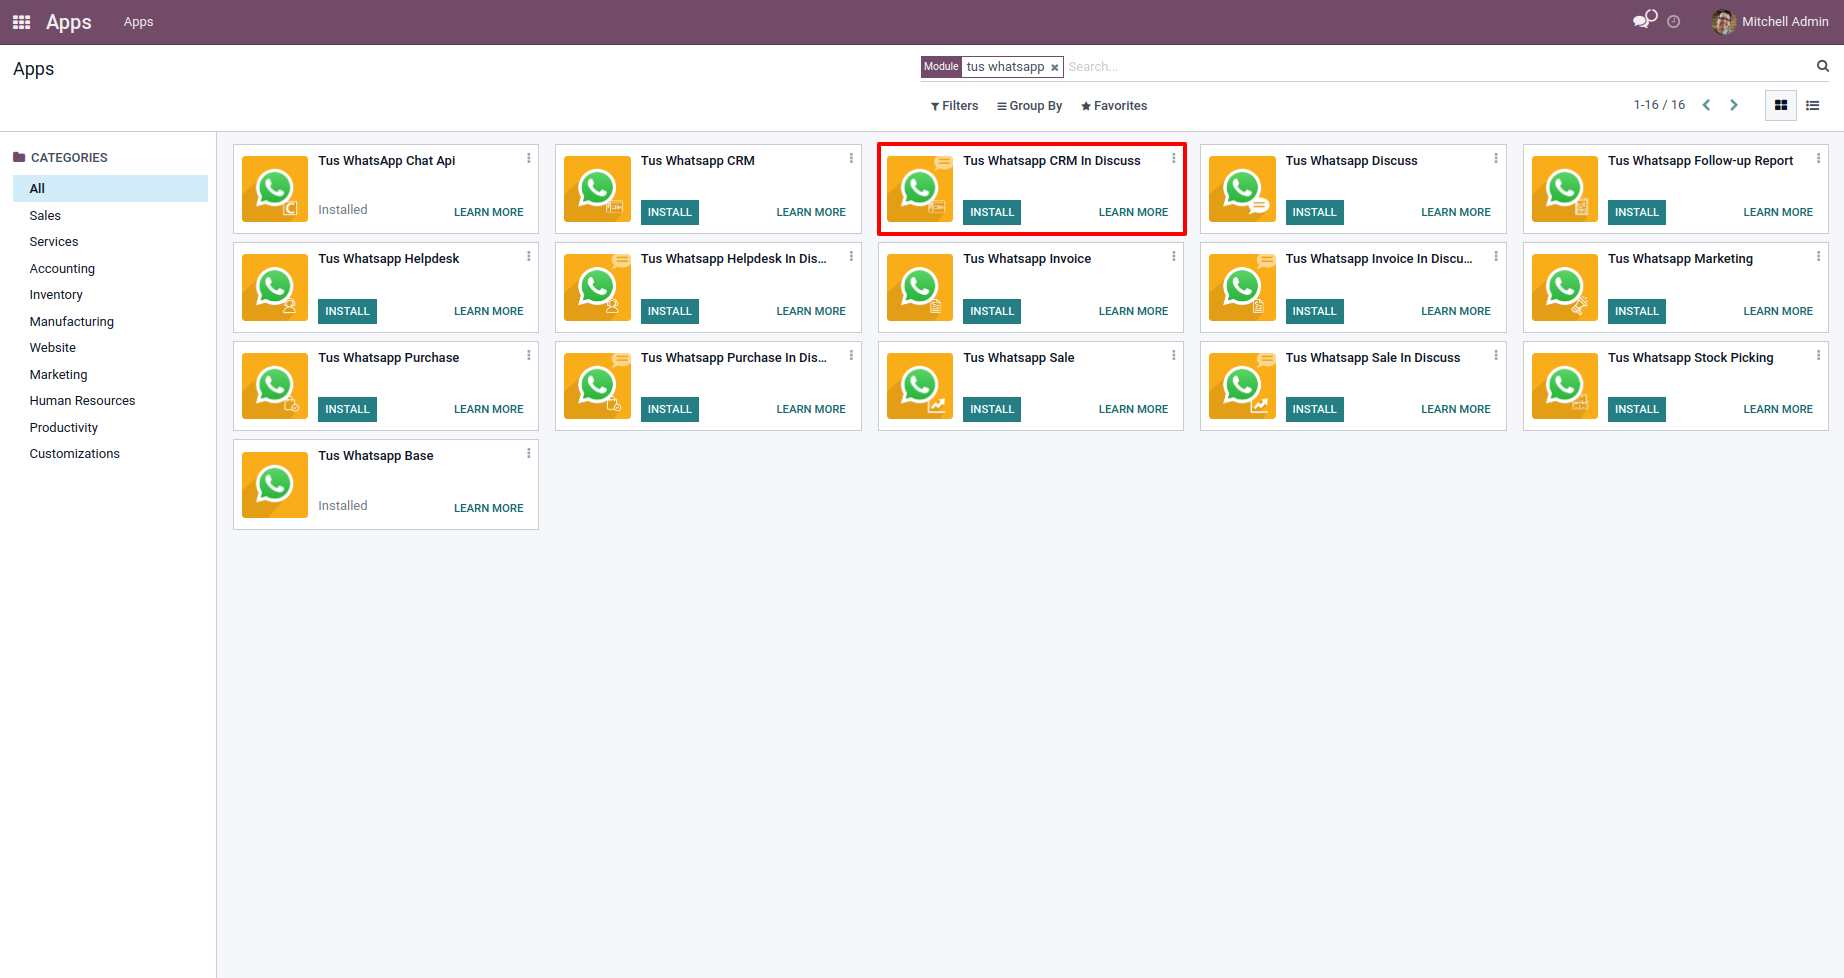 Apps Apps Mitchell Admin
Apps
Module tus whatsapp × Search...
Filters Group By Favorites 1-16 / 16
CATEGORIES
All
Sales
Services
Accounting
Inventory
Manufacturing
Website
Marketing
Human Resources
Productivity
Customizations
Tus WhatsApp Chat Api
Installed LEARN MORE
Tus Whatsapp CRM
INSTALL LEARN MORE
Tus Whatsapp CRM In Discuss
INSTALL LEARN MORE
Tus Whatsapp Discuss
INSTALL LEARN MORE
Tus Whatsapp Follow-up Report
INSTALL LEARN MORE
Tus Whatsapp Helpdesk
INSTALL LEARN MORE
Tus Whatsapp Helpdesk In Dis...
INSTALL LEARN MORE
Tus Whatsapp Invoice
INSTALL LEARN MORE
Tus Whatsapp Invoice In Discu...
INSTALL LEARN MORE
Tus Whatsapp Marketing
INSTALL LEARN MORE
Tus Whatsapp Purchase
INSTALL LEARN MORE
Tus Whatsapp Purchase In Dis...
INSTALL LEARN MORE
Tus Whatsapp Sale
INSTALL LEARN MORE
Tus Whatsapp Sale In Discuss
INSTALL LEARN MORE
Tus Whatsapp Stock Picking
INSTALL LEARN MORE
Tus Whatsapp Base
Installed LEARN MORE